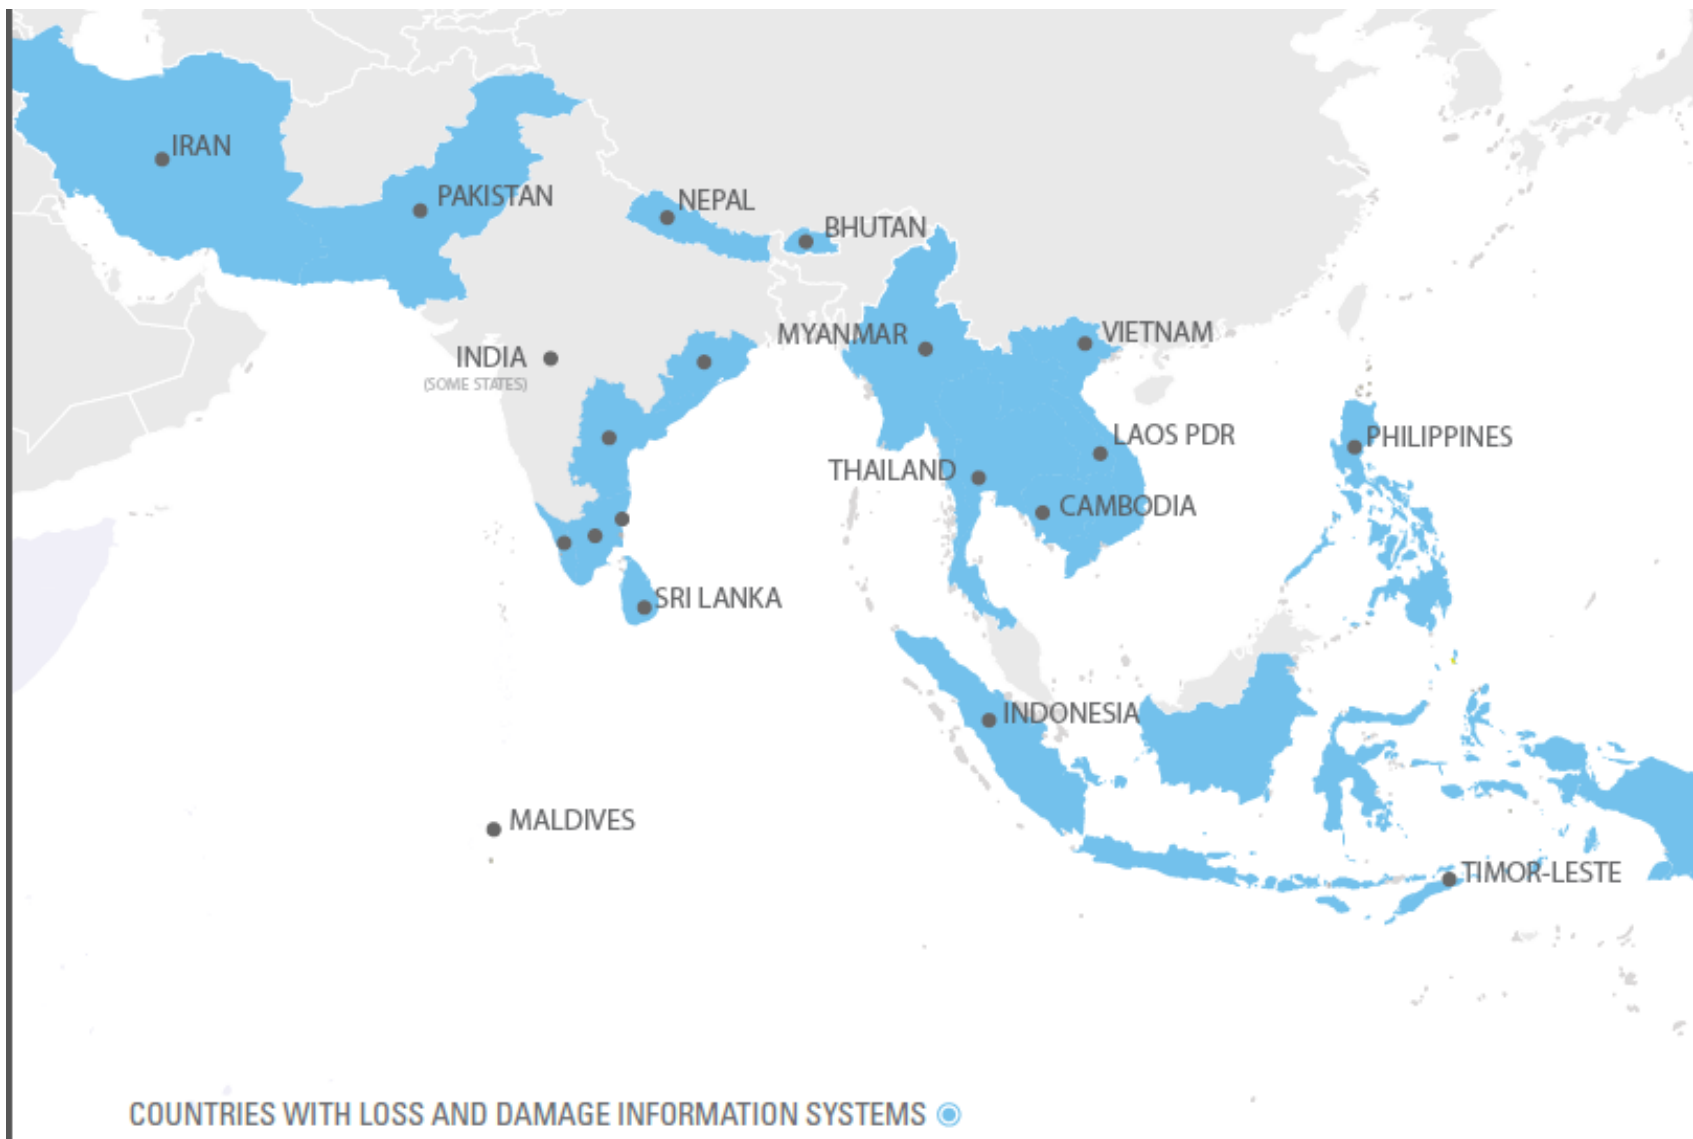 IRAN
PAKISTAN
NEPAL
BHUTAN
MYANMAR
VIETNAM
INDIA
(SOME STATES)
LAOS PDR
PHILIPPINES
THAILAND
CAMBODIA
SRI LANKA
INDONESIA
MALDIVES
TIMOR-LESTE
COUNTRIES WITH LOSS AND DAMAGE INFORMATION SYSTEMS